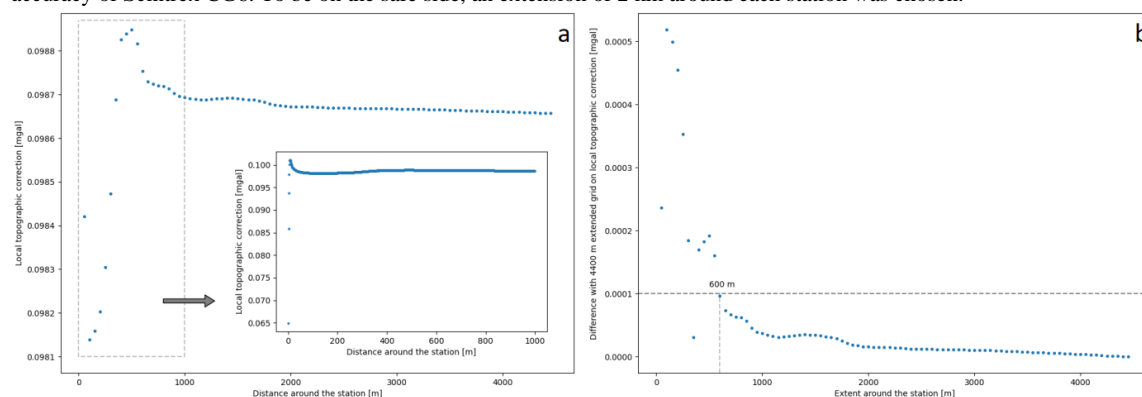 accuracy of Scintrex To be on the safe side, an extension of 2 km around each station was chosen.
a
Local topographic correction [mgal]
0.0988
0.0987
0.0986
0.0985
0.0984
0.0983
0.0982
0.0981
0 1000 2000 3000 4000
Distance around the station [m]
Local topographic correction [mgal]
0.100
0.095
0.090
0.085
0.080
0.075
0.070
0.065
0 200 400 600 800 1000
Distance around the station [m]
b
Difference with 4400 m extended grid on local topographic correction [mgal]
0.0005
0.0004
0.0003
0.0002
0.0001
0.0000
600 m
0 1000 2000 3000 4000
Extent around the station [m]